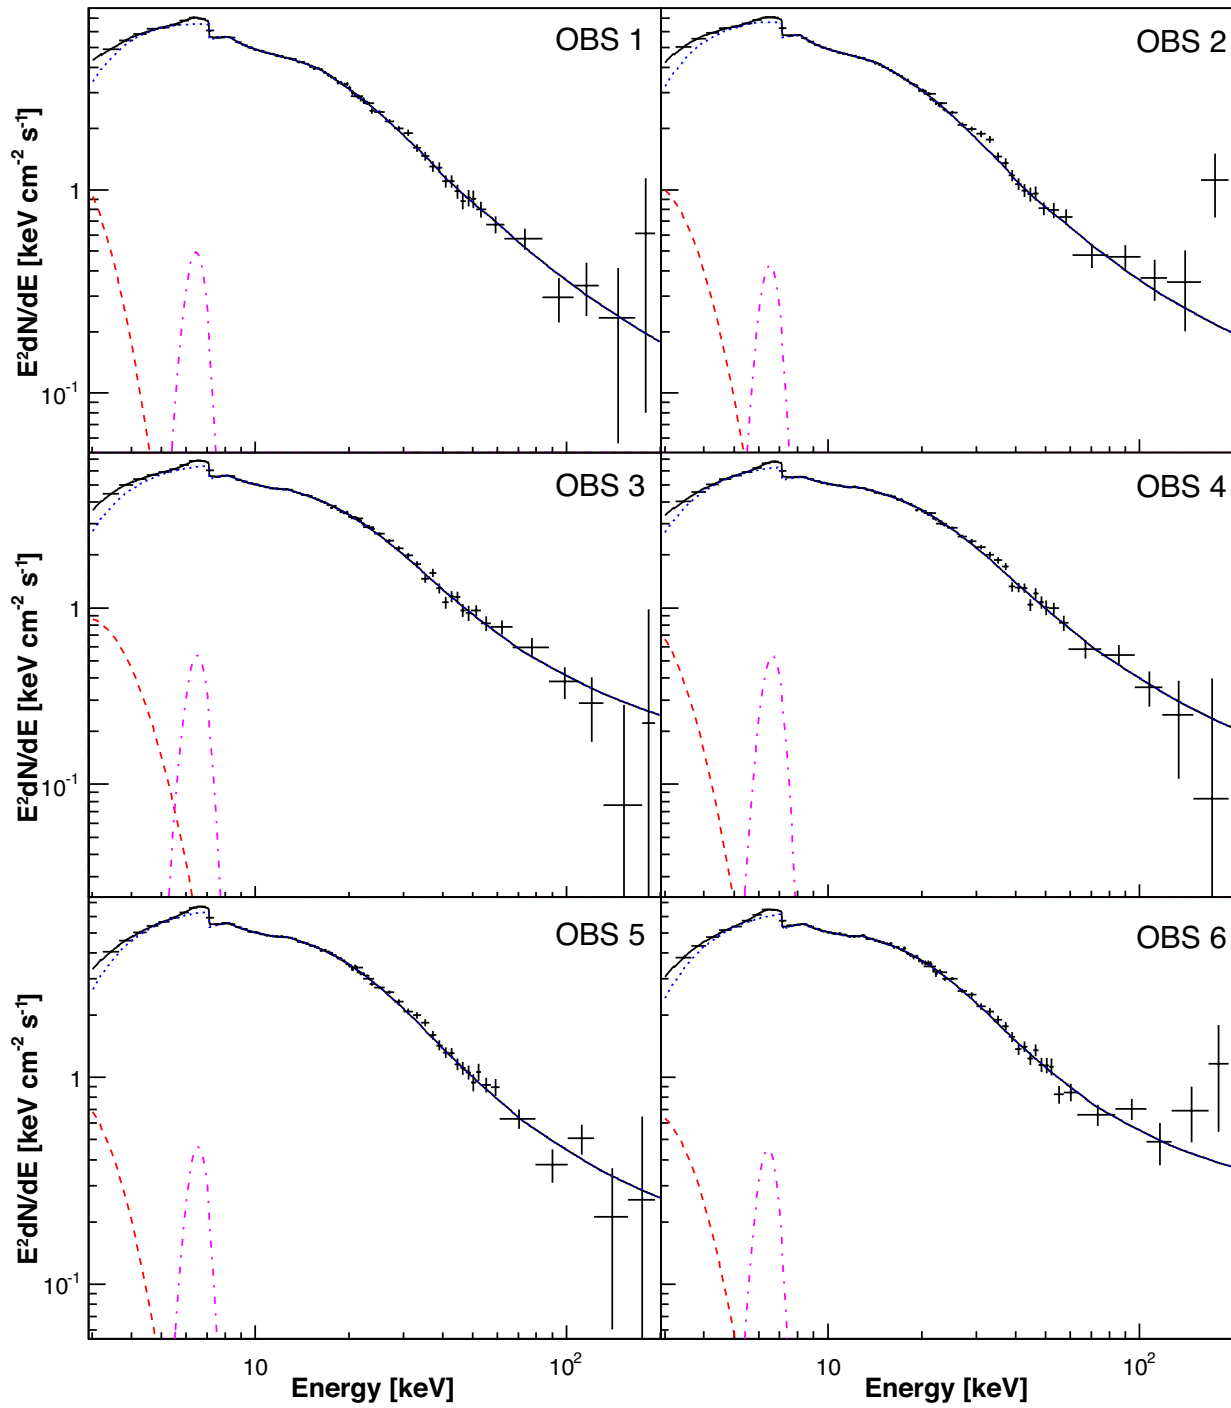 OBS 1
OBS 2
E²dN/dE [keV cm⁻² s⁻¹]
1
10⁻¹
OBS 3
OBS 4
E²dN/dE [keV cm⁻² s⁻¹]
1
10⁻¹
OBS 5
OBS 6
E²dN/dE [keV cm⁻² s⁻¹]
1
10⁻¹
10
10²
10
10²
Energy [keV]
Energy [keV]